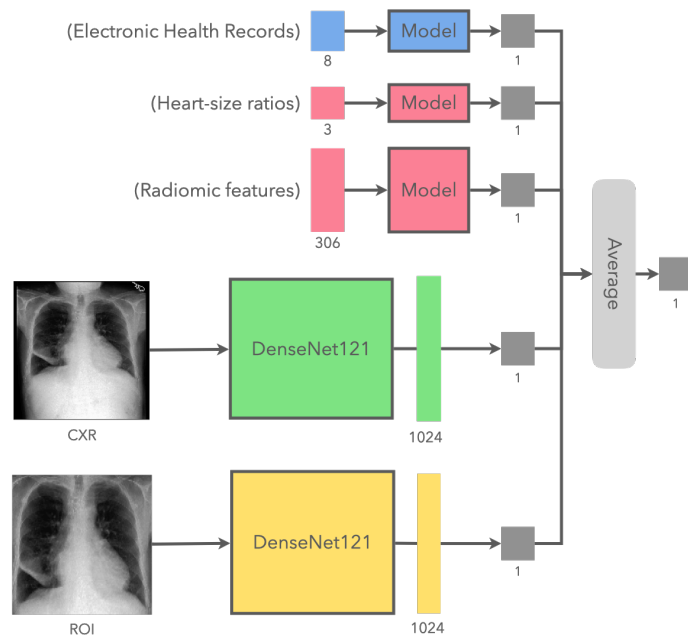 (Electronic Health Records)
8
Model
1
(Heart-size ratios)
3
Model
1
(Radiomic features)
306
Model
1
Average
1
CXR
DenseNet121
1024
1
ROI
DenseNet121
1024
1